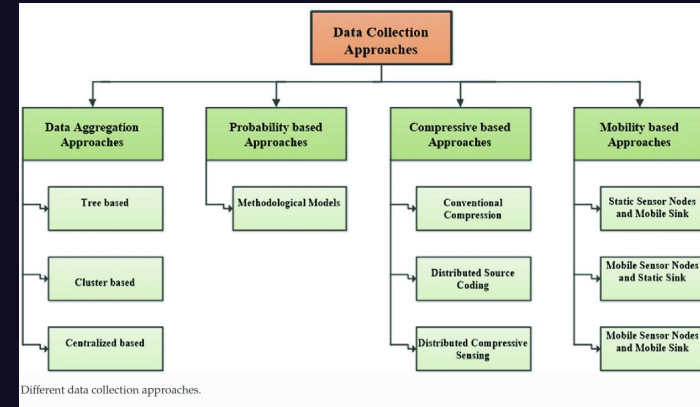 Data Collection
Approaches
Data Aggregation
Approaches
Probability based
Approaches
Compressive based
Approaches
Mobility based
Approaches
Tree based
Methodological Models
Conventional
Compression
Static Sensor Nodes
and Mobile Sink
Cluster based
Distributed Source
Coding
Mobile Sensor Nodes
and Static Sink
Centralized based
Distributed Compressive
Sensing
Mobile Sensor Nodes
and Mobile Sink
Different data collection approaches.